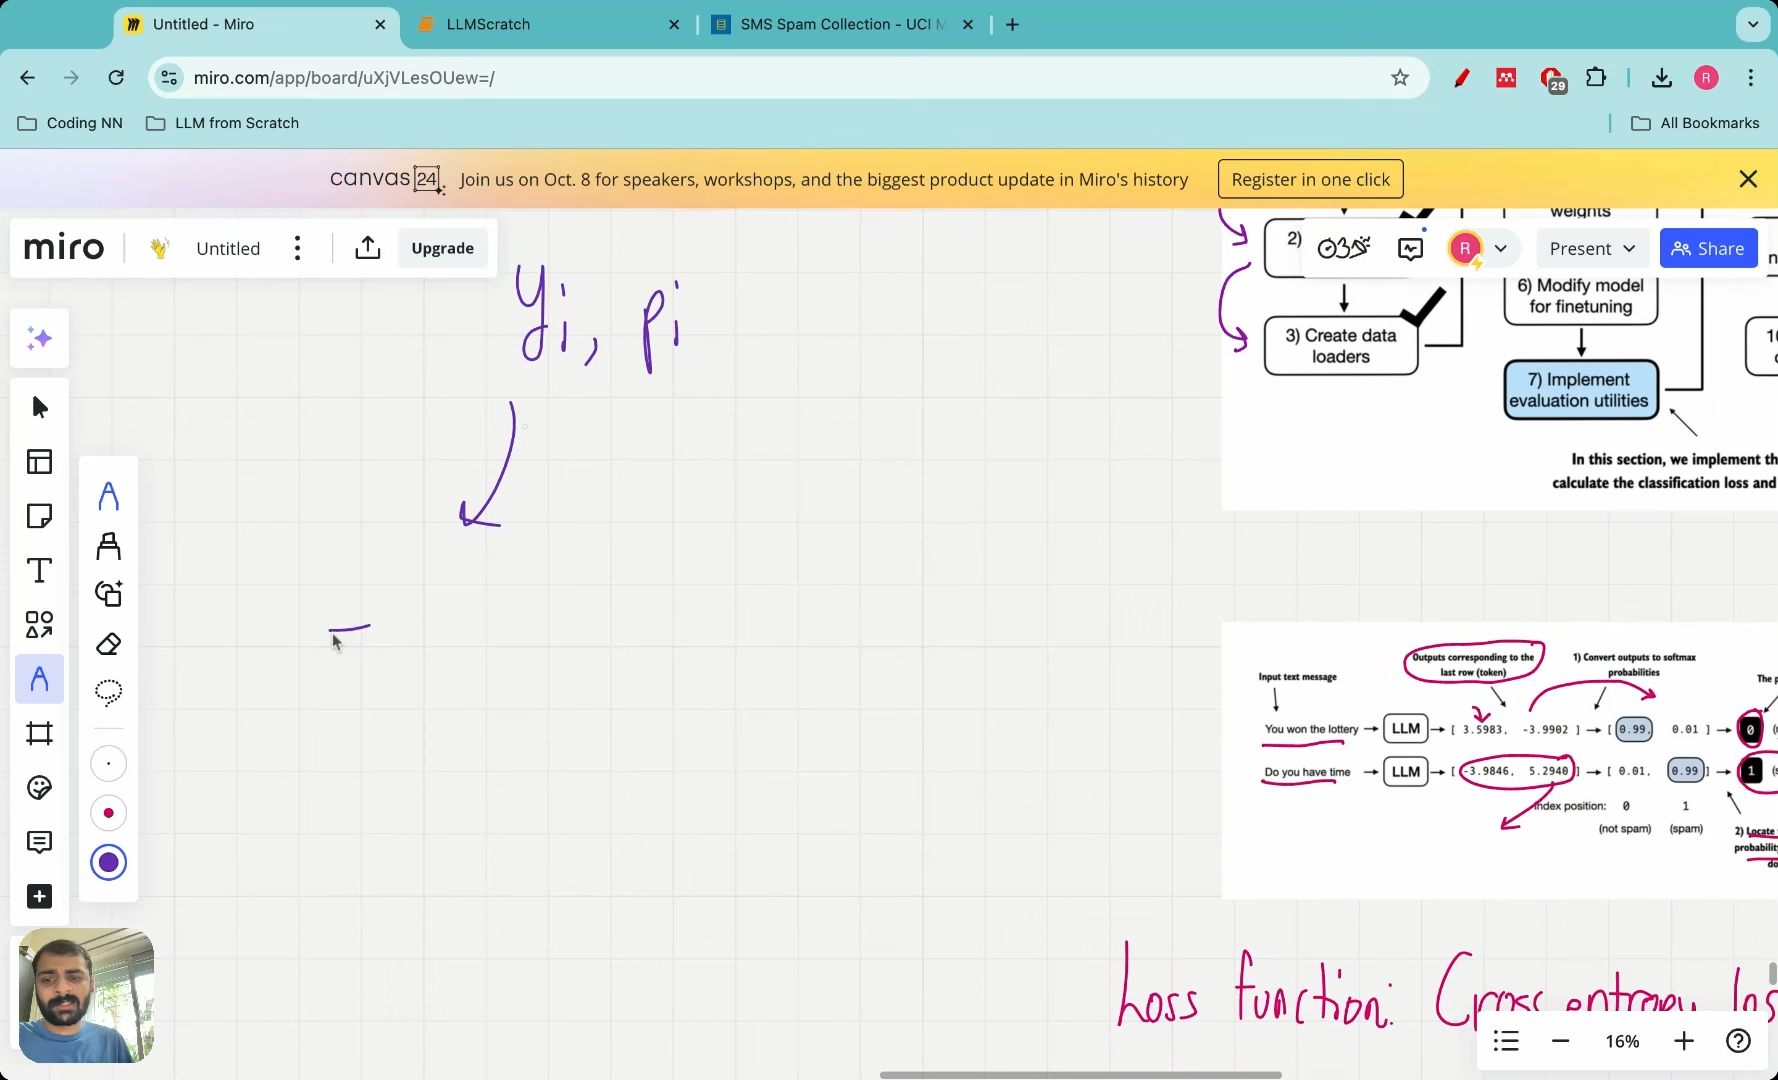 Untitled - Miro
LLMScratch
SMS Spam Collection - UCI M
miro.com/app/board/uXjVLesOUew=/
29
R
Coding NN
LLM from Scratch
All Bookmarks
canvas 24
Join us on Oct. 8 for speakers, workshops, and the biggest product update in Miro's history
Register in one click
miro
Untitled
Upgrade
R
Present
Share
weights
2)
n
6) Modify model
for finetuning
3) Create data
loaders
7) Implement
evaluation utilities
In this section, we implement th
calculate the classification loss and
yi, pi
Outputs corresponding to the
last row (token)
1) Convert outputs to softmax
probabilities
Input text message
The p
You won the lottery
LLM
[ 3.5983, -3.9902 ]
[ 0.99, 0.01 ]
0
Do you have time
LLM
[ -3.9846, 5.2940 ]
[ 0.01, 0.99 ]
1
Index position: 0 1
(not spam) (spam)
2) Locate
probability
do
Loss function: Cross entropy los
16%